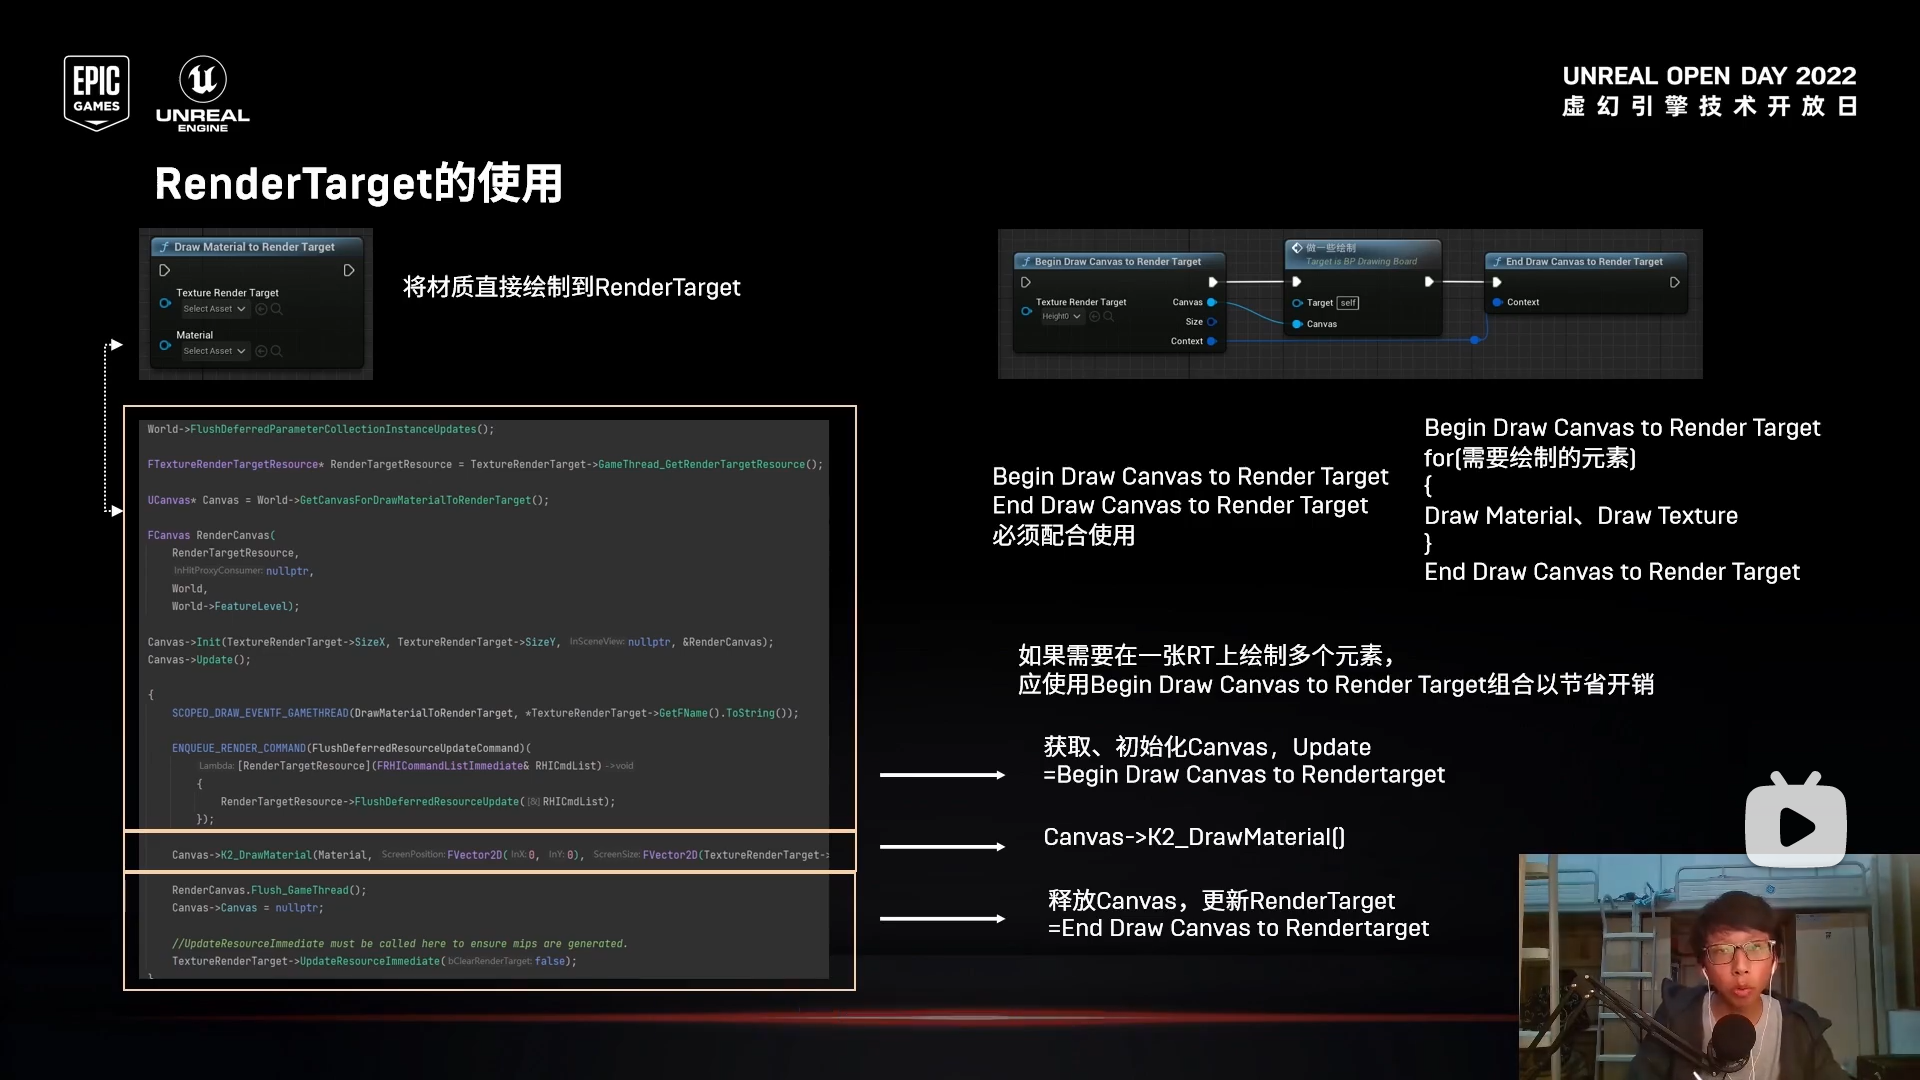 EPIC
GAMES
UNREAL
ENGINE
UNREAL OPEN DAY 2022
虚幻引擎技术开放日
RenderTarget的使用
Draw Material to Render Target
Texture Render Target
Select Asset
Material
Select Asset
将材质直接绘制到RenderTarget
Begin Draw Canvas to Render Target
Texture Render Target
Height0
Canvas
Size
Context
做一些绘制
Target is BP Drawing Board
Target self
Canvas
End Draw Canvas to Render Target
Context
World->FlushDeferredParameterCollectionInstanceUpdates();
FTextureRenderTargetResource* RenderTargetResource = TextureRenderTarget->GameThread_GetRenderTargetResource();
UCanvas* Canvas = World->GetCanvasForDrawMaterialToRenderTarget();
FCanvas RenderCanvas(
RenderTargetResource,
InHitProxyConsumer: nullptr,
World,
World->FeatureLevel);
Canvas->Init(TextureRenderTarget->SizeX, TextureRenderTarget->SizeY, InSceneView: nullptr, &RenderCanvas);
Canvas->Update();
{
SCOPED_DRAW_EVENTF_GAMETHREAD(DrawMaterialToRenderTarget, *TextureRenderTarget->GetFName().ToString());
ENQUEUE_RENDER_COMMAND(FlushDeferredResourceUpdateCommand)(
Lambda: [RenderTargetResource](FRHICommandListImmediate& RHICmdList) ->void
{
RenderTargetResource->FlushDeferredResourceUpdate([&] RHICmdList);
});
Canvas->K2_DrawMaterial(Material, ScreenPosition: FVector2D( InX: 0, InY: 0), ScreenSize: FVector2D(TextureRenderTarget->
RenderCanvas.Flush_GameThread();
Canvas->Canvas = nullptr;
//UpdateResourceImmediate must be called here to ensure mips are generated.
TextureRenderTarget->UpdateResourceImmediate( bClearRenderTarget: false);
Begin Draw Canvas to Render Target
End Draw Canvas to Render Target
必须配合使用
Begin Draw Canvas to Render Target
for(需要绘制的元素)
{
Draw Material、Draw Texture
}
End Draw Canvas to Render Target
如果需要在一张RT上绘制多个元素，
应使用Begin Draw Canvas to Render Target组合以节省开销
获取、初始化Canvas，Update
=Begin Draw Canvas to Rendertarget
Canvas->K2_DrawMaterial()
释放Canvas，更新RenderTarget
=End Draw Canvas to Rendertarget